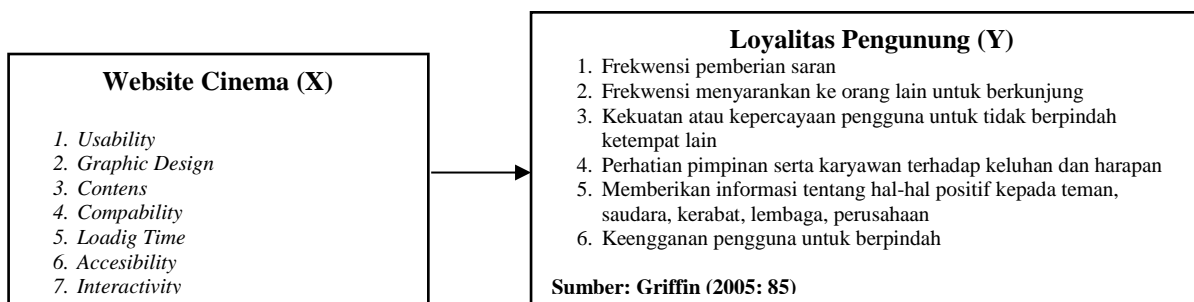 Website Cinema (X)
1. Usability
2. Graphic Design
3. Contens
4. Compability
5. Loadig Time
6. Accesibility
7. Interactivity
Loyalitas Pengunung (Y)
1. Frekwensi pemberian saran
2. Frekwensi menyarankan ke orang lain untuk berkunjung
3. Kekuatan atau kepercayaan pengguna untuk tidak berpindah
ketempat lain
4. Perhatian pimpinan serta karyawan terhadap keluhan dan harapan
5. Memberikan informasi tentang hal-hal positif kepada teman,
saudara, kerabat, lembaga, perusahaan
6. Keengganan pengguna untuk berpindah
Sumber: Griffin (2005: 85)